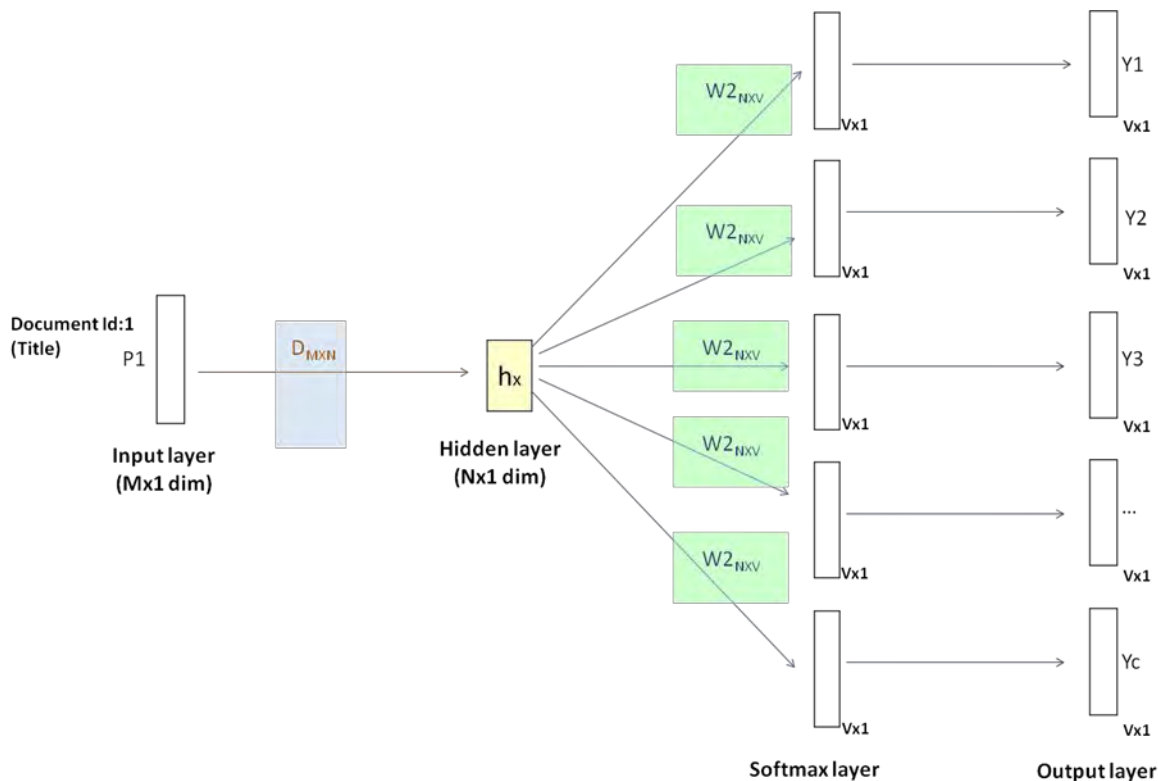 Document Id:1
(Title)
P1
Input layer
(Mx1 dim)
DMXN
hx
Hidden layer
(Nx1 dim)
W2NXV
W2NXV
W2NXV
W2NXV
W2NXV
Vx1
Vx1
Vx1
Vx1
Vx1
Softmax layer
Y1
Vx1
Y2
Vx1
Y3
Vx1
...
Vx1
Yc
Vx1
Output layer